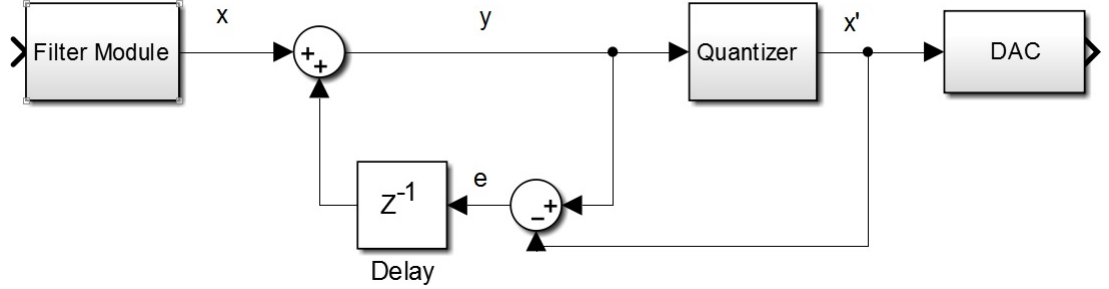 x
y
x'
Filter Module
+
+
Quantizer
DAC
e
Z-1
+
−
Delay